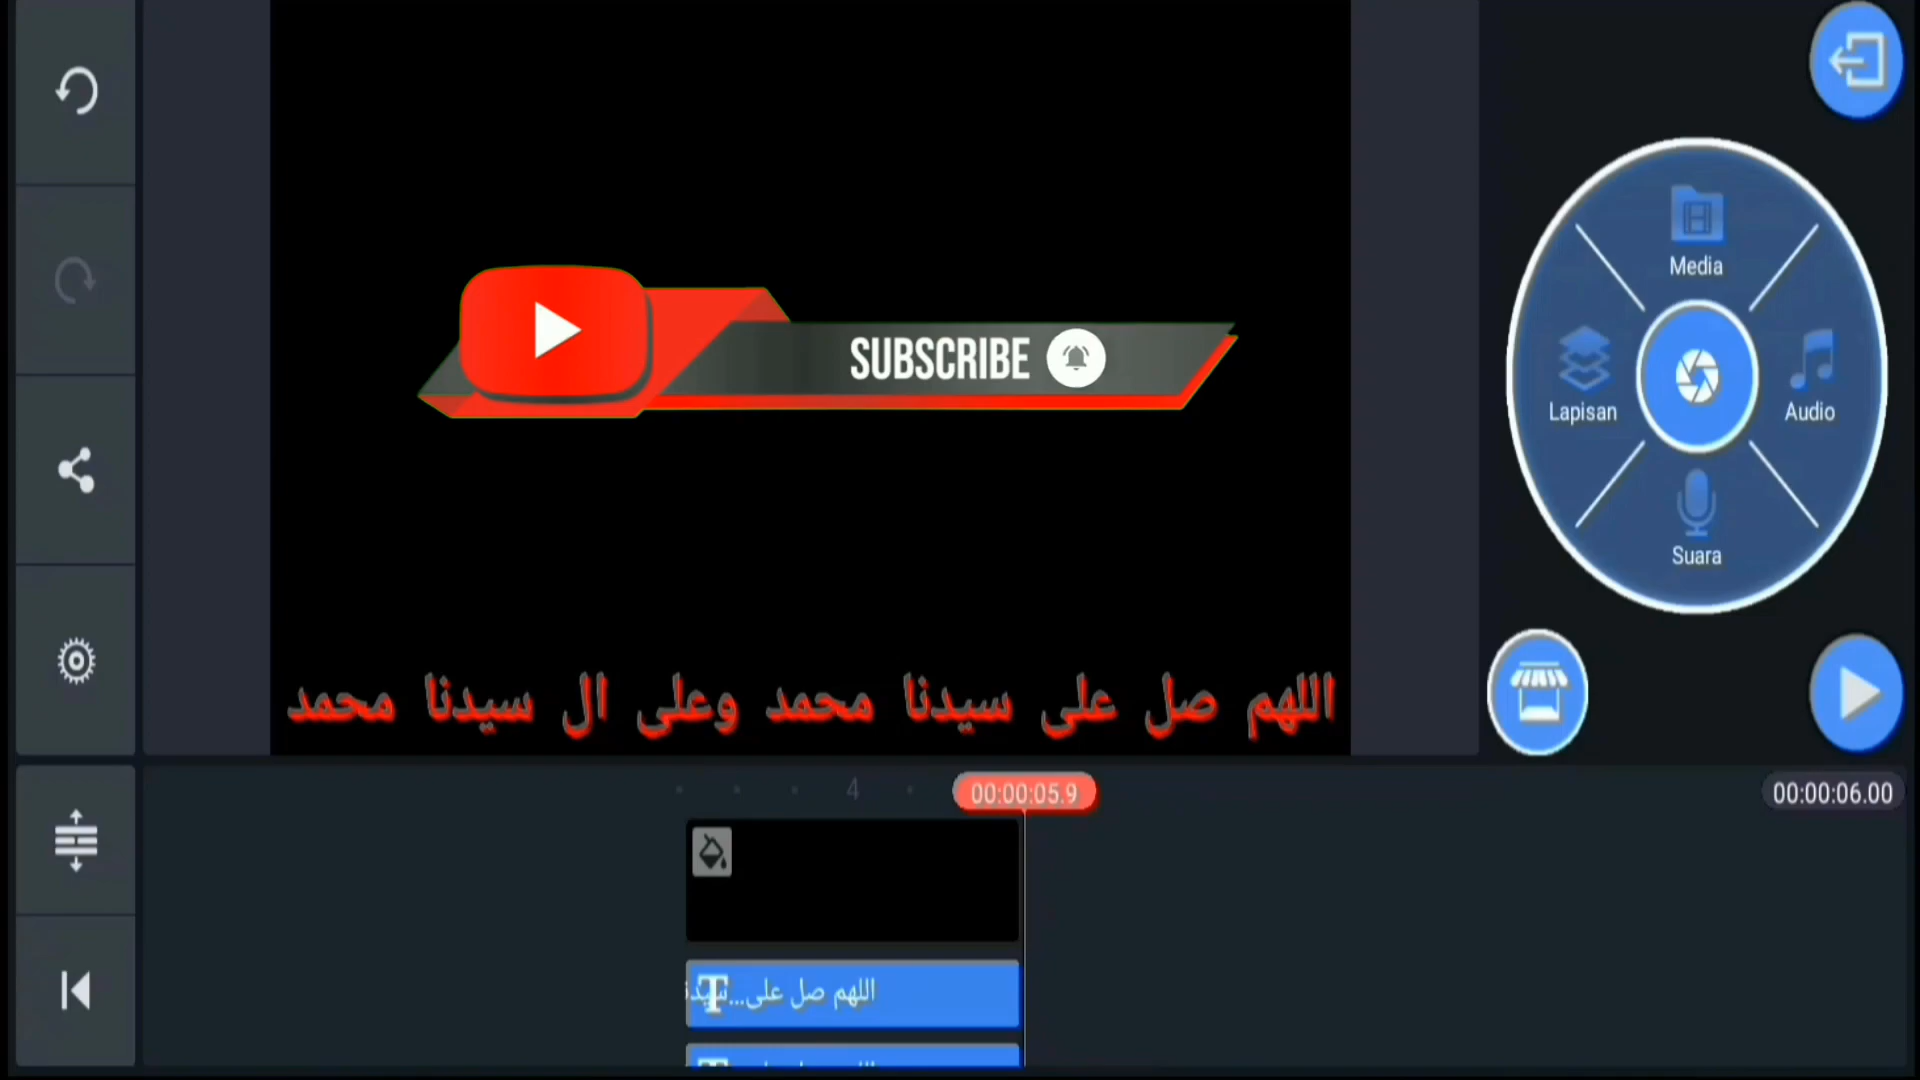 Media
SUBSCRIBE
Lapisan
Audio
Suara
اللهم صل على سيدنا محمد وعلى ال سيدنا محمد
4
00:00:05.9
00:00:06.00
اللهم صل على...سيدنا